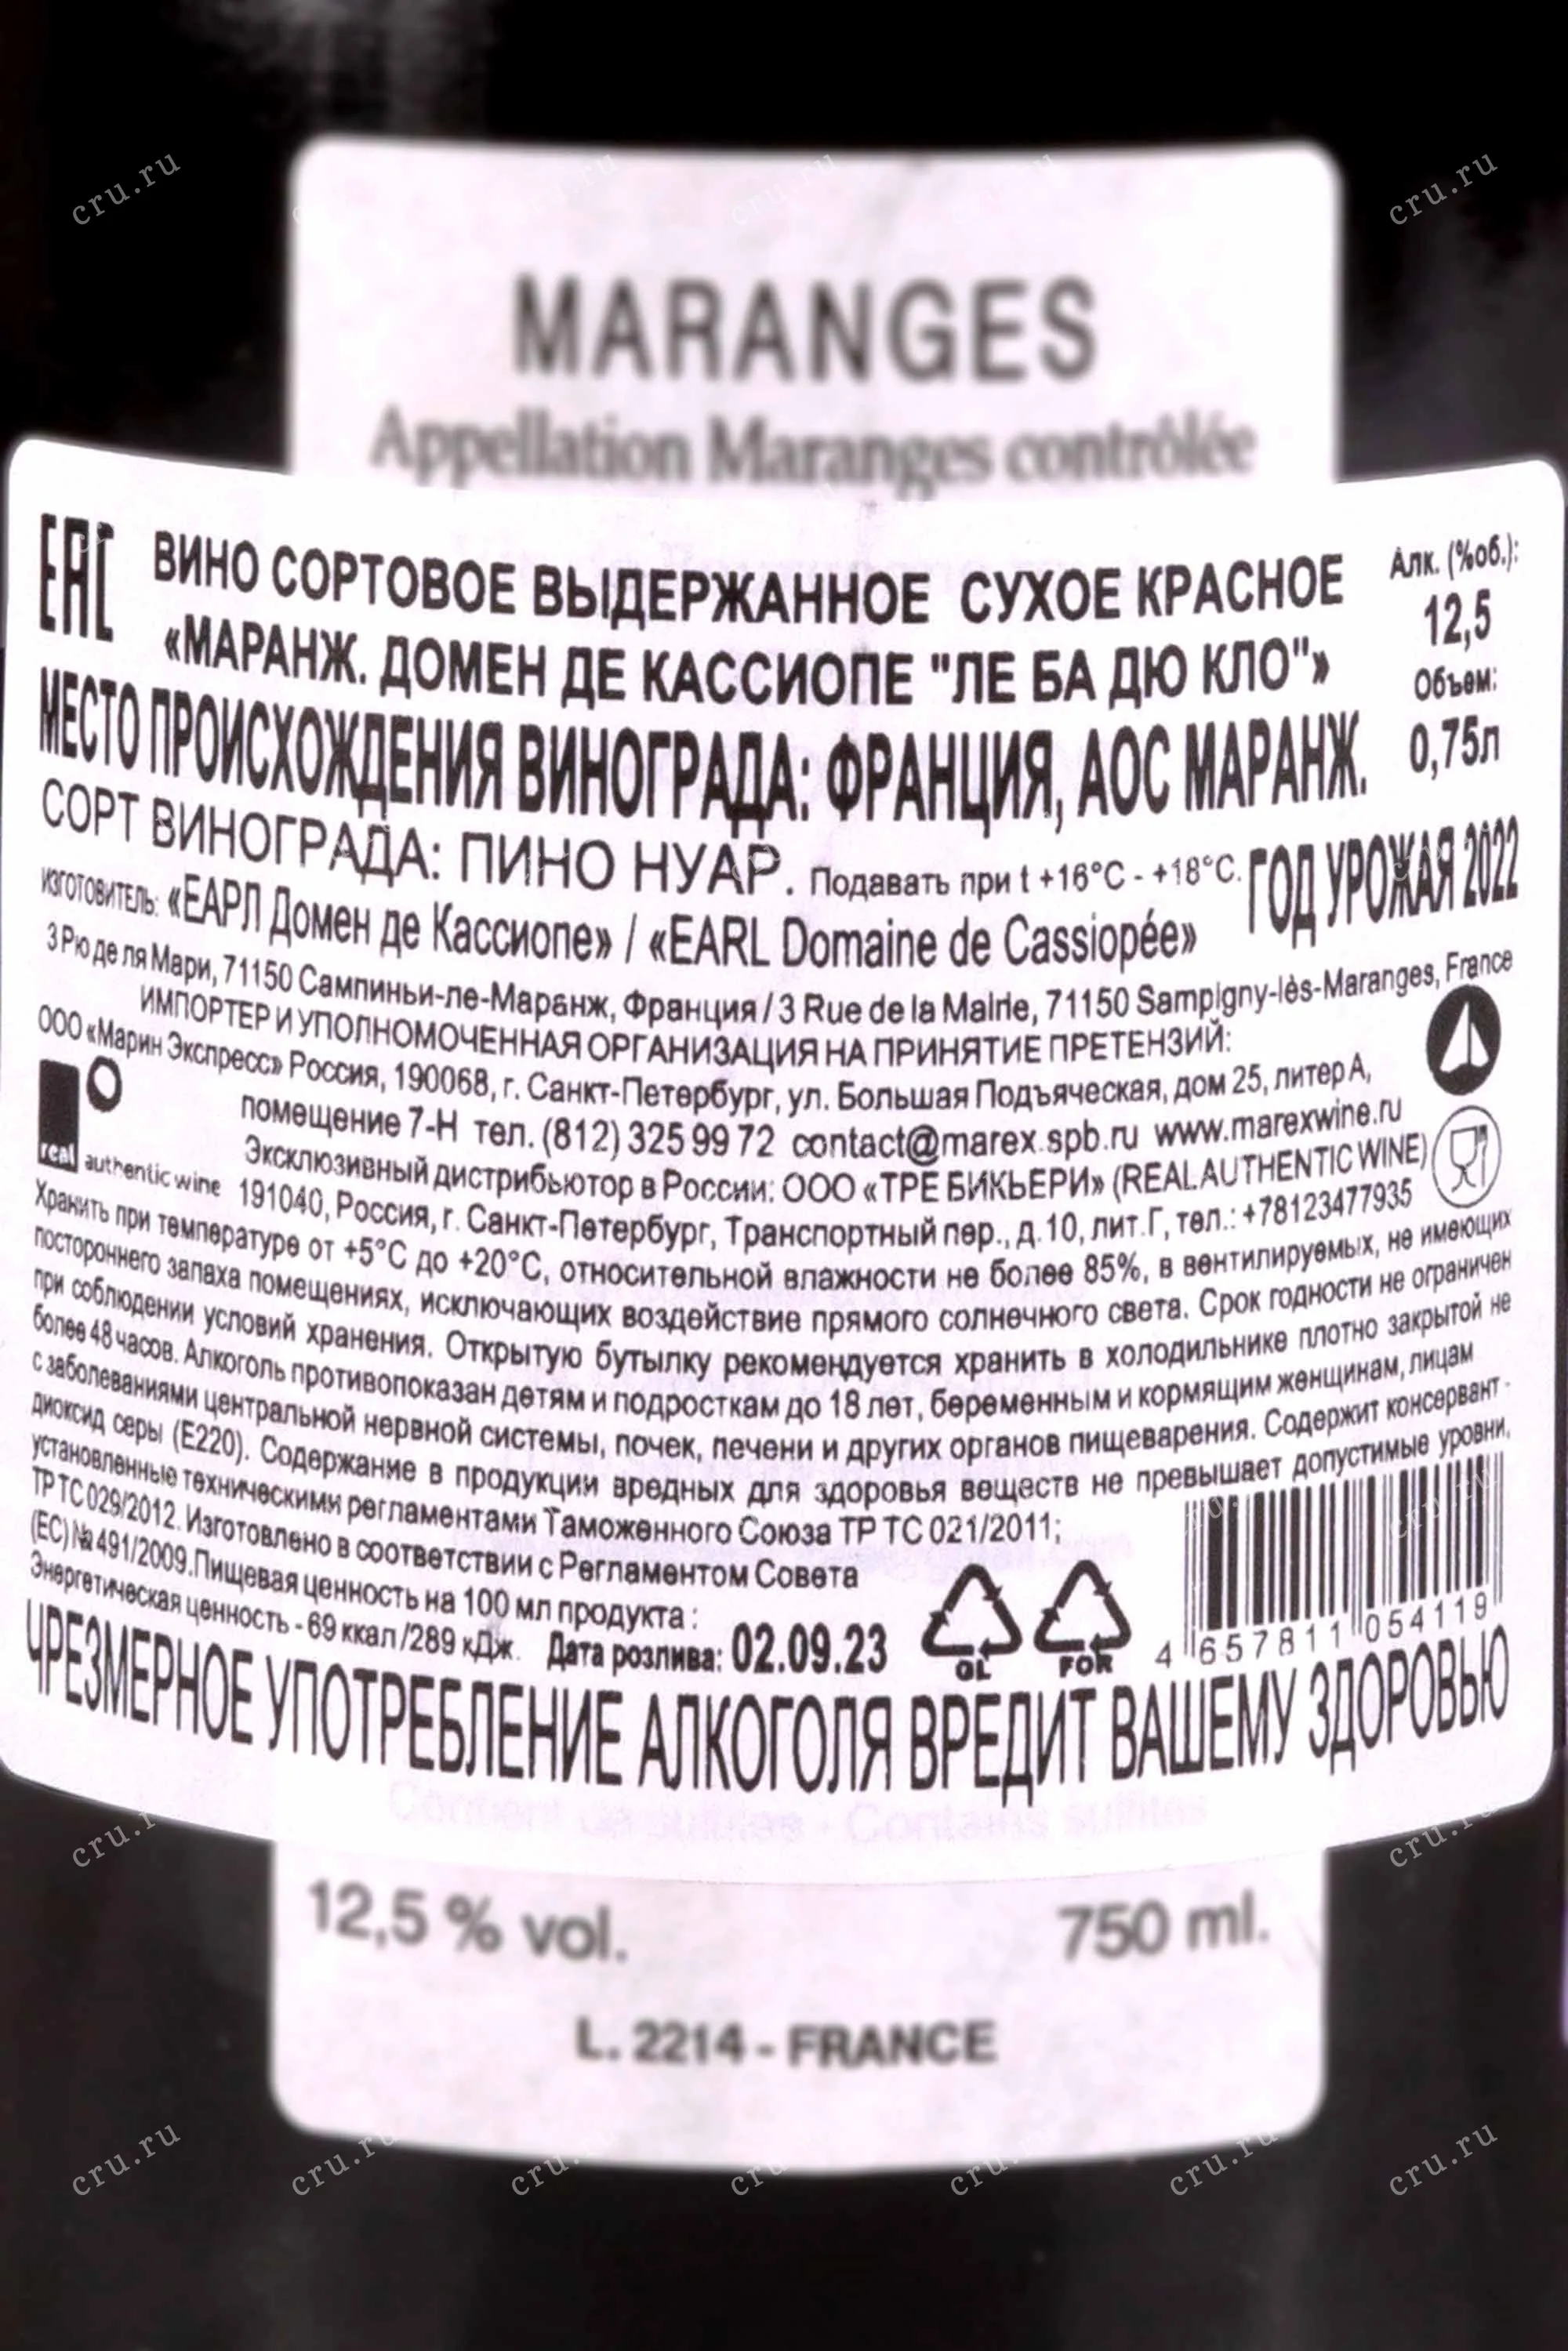 MARANGES
Appellation Maranges contrôlée
EAC
ВИНО СОРТОВОЕ ВЫДЕРЖАННОЕ СУХОЕ КРАСНОЕ
«МАРАНЖ. ДОМЕН ДЕ КАССИОПЕ "ЛЕ БА ДЮ КЛО"»
Алк. (%об.):
12,5
Объем:
0,75л
МЕСТО ПРОИСХОЖДЕНИЯ ВИНОГРАДА: ФРАНЦИЯ, АОС МАРАНЖ.
СОРТ ВИНОГРАДА: ПИНО НУАР. Подавать при t +16°C - +18°C. ГОД УРОЖАЯ 2022
ИЗГОТОВИТЕЛЬ: «ЕАРЛ Домен де Кассиопе» / «EARL Domaine de Cassiopée»
3 Рю де ля Мари, 71150 Сампиньи-ле-Маранж, Франция / 3 Rue de la Mairie, 71150 Sampigny-lès-Maranges, France
ИМПОРТЕР И УПОЛНОМОЧЕННАЯ ОРГАНИЗАЦИЯ НА ПРИНЯТИЕ ПРЕТЕНЗИЙ:
ООО «Марин Экспресс» Россия, 190068, г. Санкт-Петербург, ул. Большая Подъяческая, дом 25, литер А,
помещение 7-Н тел. (812) 325 99 72 contact@marex.spb.ru www.marexwine.ru
Эксклюзивный дистрибьютор в России: ООО «ТРЕ БИКЬЕРИ» (REAL AUTHENTIC WINE)
real authentic wine
191040, Россия, г. Санкт-Петербург, Транспортный пер., д.10, лит.Г, тел.: +78123477935
Хранить при температуре от +5°C до +20°C, относительной влажности не более 85%, в вентилируемых, не имеющих
постороннего запаха помещениях, исключающих воздействие прямого солнечного света. Срок годности не ограничен
при соблюдении условий хранения. Открытую бутылку рекомендуется хранить в холодильнике плотно закрытой не
более 48 часов. Алкоголь противопоказан детям и подросткам до 18 лет, беременным и кормящим женщинам, лицам
с заболеваниями центральной нервной системы, почек, печени и других органов пищеварения. Содержит консервант -
диоксид серы (Е220). Содержание в продукции вредных для здоровья веществ не превышает допустимые уровни,
установленные техническими регламентами Таможенного Союза ТР ТС 021/2011;
ТР ТС 029/2012. Изготовлено в соответствии с Регламентом Совета
(ЕС) № 491/2009. Пищевая ценность на 100 мл продукта :
Энергетическая ценность - 69 ккал /289 кДж. Дата розлива: 02.09.23
GL
FOR
4 657811 054119
ЧРЕЗМЕРНОЕ УПОТРЕБЛЕНИЕ АЛКОГОЛЯ ВРЕДИТ ВАШЕМУ ЗДОРОВЬЮ
Contient de sulfites - Contains sulfites
12,5 % vol.
750 ml.
L. 2214 - FRANCE
cru.ru